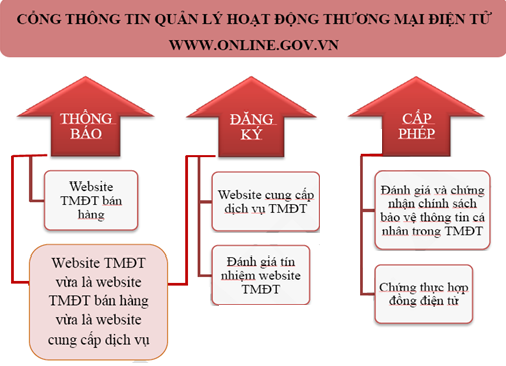 CỔNG THÔNG TIN QUẢN LÝ HOẠT ĐỘNG THƯƠNG MẠI ĐIỆN TỬ
WWW.ONLINE.GOV.VN
THÔNG
BÁO
Website
TMĐT bán
hàng
Website TMĐT
vừa là website
TMĐT bán hàng
vừa là website
cung cấp dịch vụ
ĐĂNG
KÝ
Website cung cấp
dịch vụ TMĐT
Đánh giá tín
nhiệm website
TMĐT
CẤP
PHÉP
Đánh giá và chứng
nhận chính sách
bảo vệ thông tin cá
nhân trong TMĐT
Chứng thực hợp
đồng điện tử